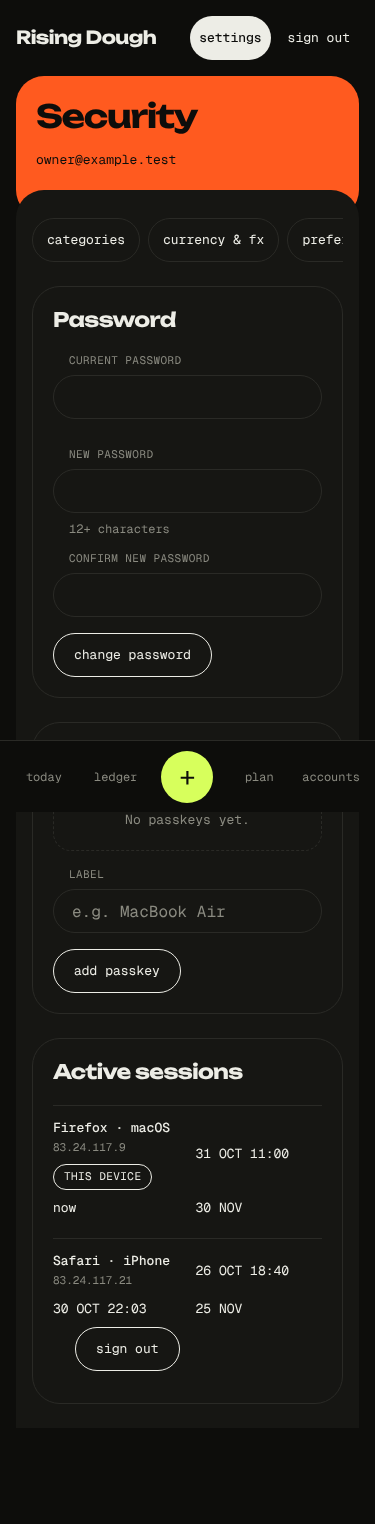 Rising Dough
settings
sign out
Security
owner@example.test
categories
currency & fx
Password
CURRENT PASSWORD
NEW PASSWORD
12+ characters
CONFIRM NEW PASSWORD
change password
today
ledger
+
plan
accounts
No passkeys yet.
LABEL
e.g. MacBook Air
add passkey
Active sessions
Firefox · macOS
83.24.117.9
THIS DEVICE
31 OCT 11:00
now
30 NOV
Safari · iPhone
83.24.117.21
26 OCT 18:40
30 OCT 22:03
25 NOV
sign out